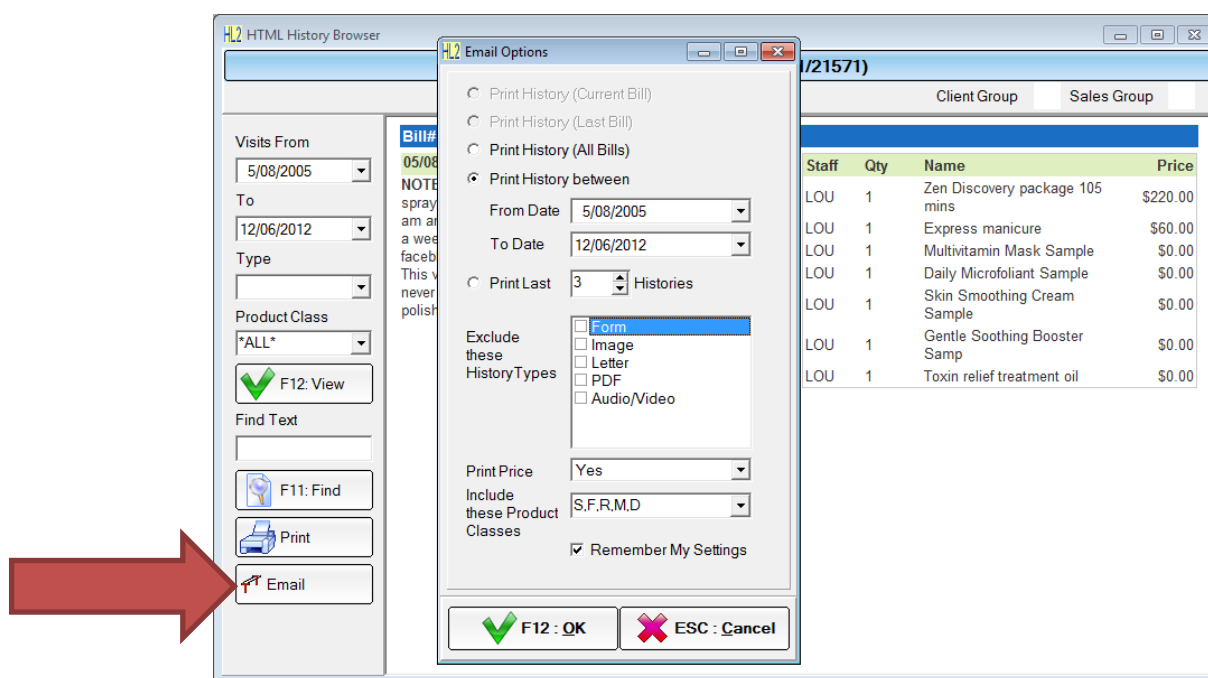 HL2 HTML History Browser
1/21571)
Client Group Sales Group
Visits From
5/08/2005
To
12/06/2012
Type
Product Class
*ALL*
F12: View
Find Text
F11: Find
Print
Email
Bill#
05/08
NOTE
spray
am an
a wee
faceb
This v
never
polish
HL2 Email Options
Print History (Current Bill)
Print History (Last Bill)
Print History (All Bills)
Print History between
From Date 5/08/2005
To Date 12/06/2012
Print Last 3 Histories
Exclude
these
HistoryTypes
Form
Image
Letter
PDF
Audio/Video
Print Price Yes
Include
these Product
Classes
S,F,R,M,D
Remember My Settings
F12 : OK ESC : Cancel
Staff Qty Name Price
LOU 1 Zen Discovery package 105 $220.00
mins
LOU 1 Express manicure $60.00
LOU 1 Multivitamin Mask Sample $0.00
LOU 1 Daily Microfoliant Sample $0.00
LOU 1 Skin Smoothing Cream $0.00
Sample
LOU 1 Gentle Soothing Booster $0.00
Samp
LOU 1 Toxin relief treatment oil $0.00